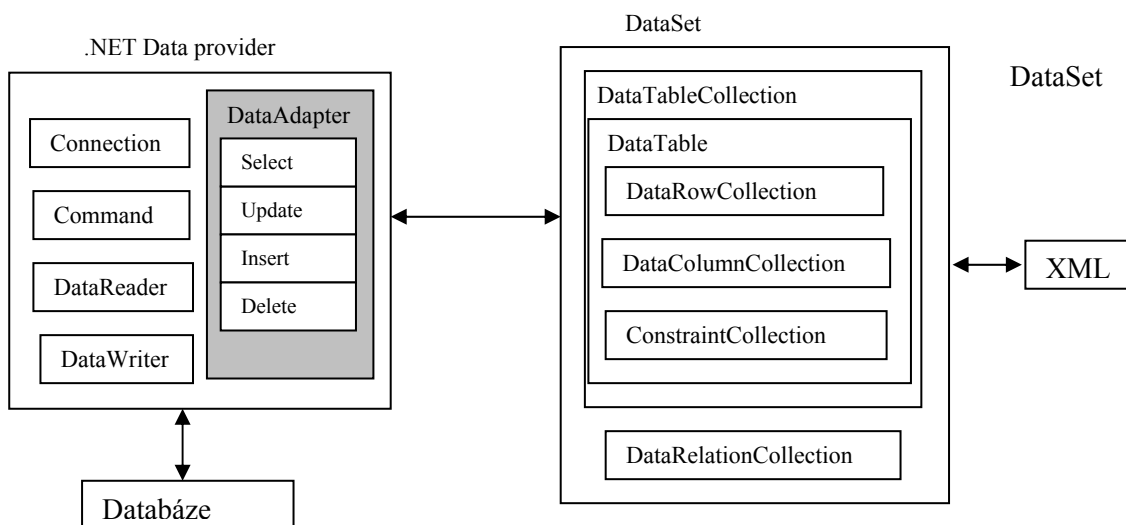 .NET Data provider
Connection
Command
DataReader
DataWriter
DataAdapter
Select
Update
Insert
Delete
Databáze
DataSet
DataTableCollection
DataTable
DataRowCollection
DataColumnCollection
ConstraintCollection
DataRelationCollection
DataSet
XML